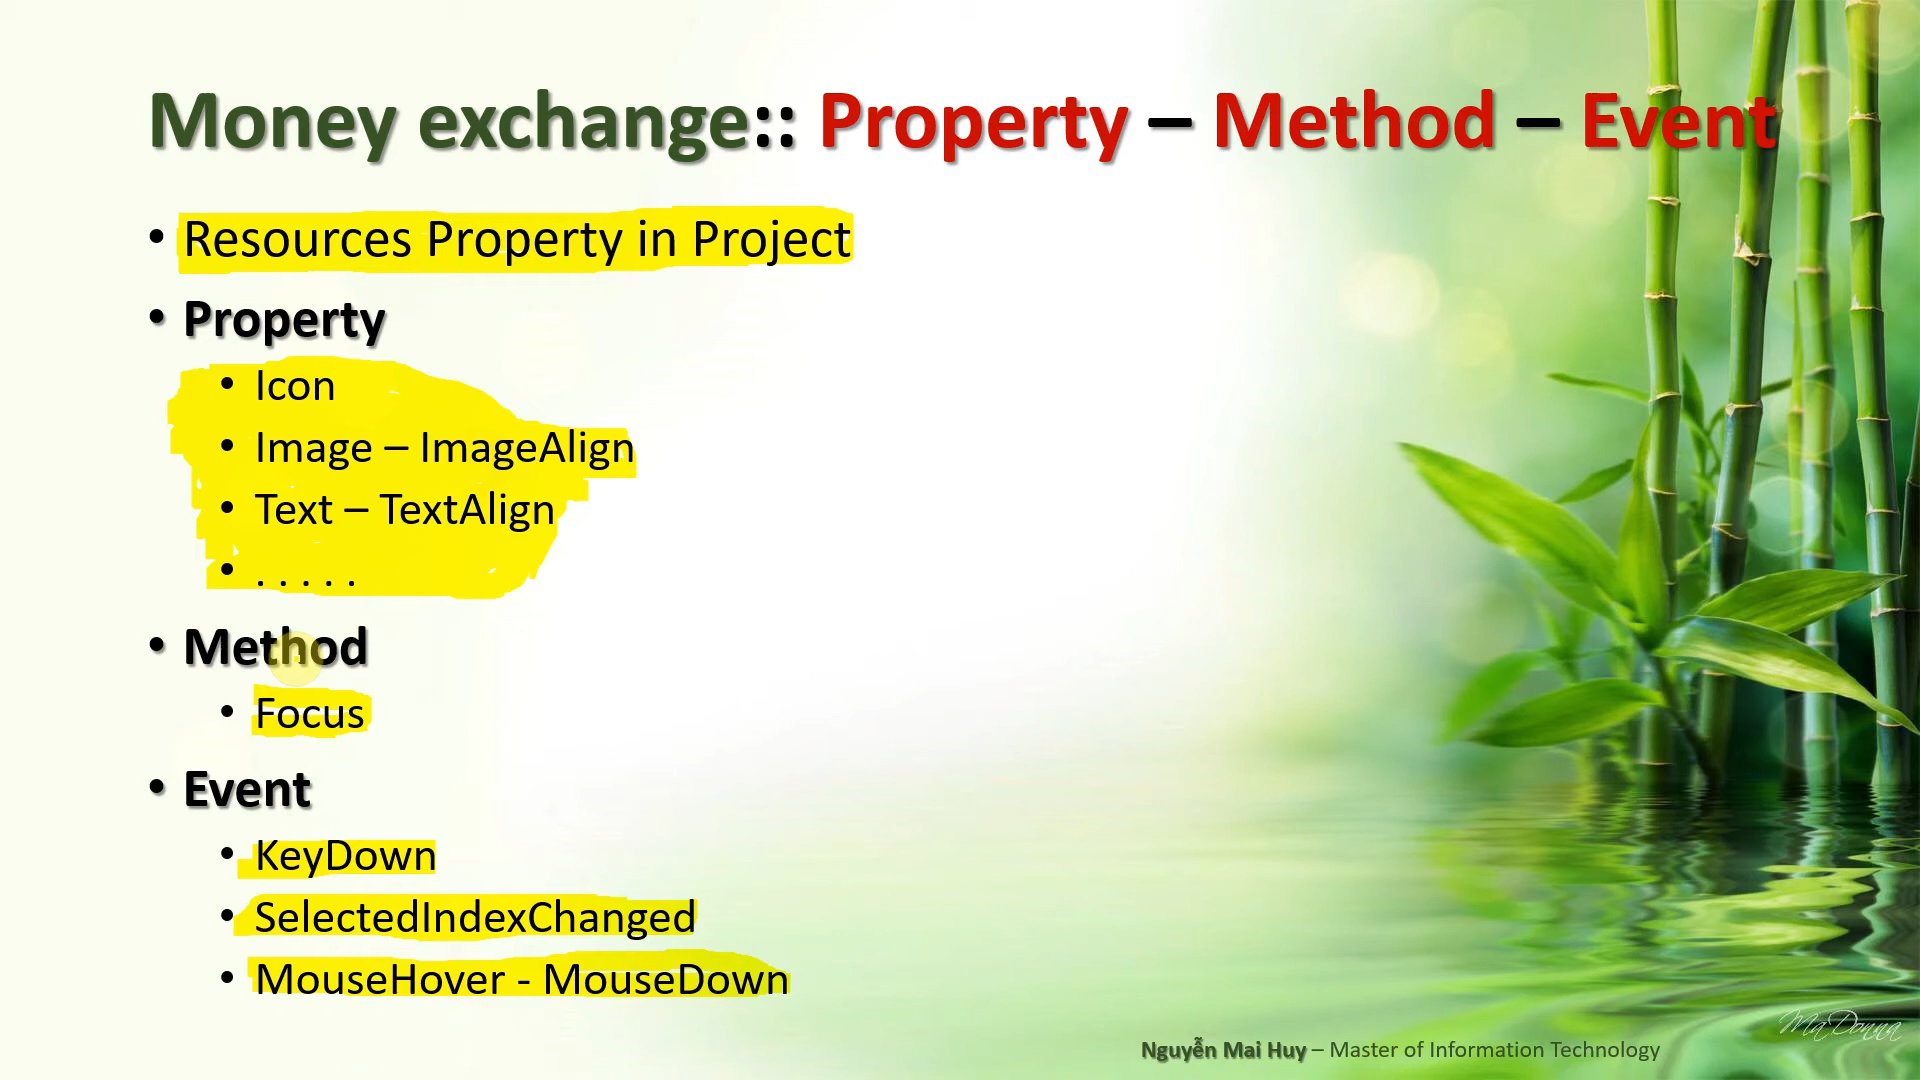 Money exchange:: Property – Method – Event
• Resources Property in Project
• Property
• Icon
• Image – ImageAlign
• Text – TextAlign
• . . . . .
• Method
• Focus
• Event
• KeyDown
• SelectedIndexChanged
• MouseHover - MouseDown
MaDonna
Nguyễn Mai Huy – Master of Information Technology